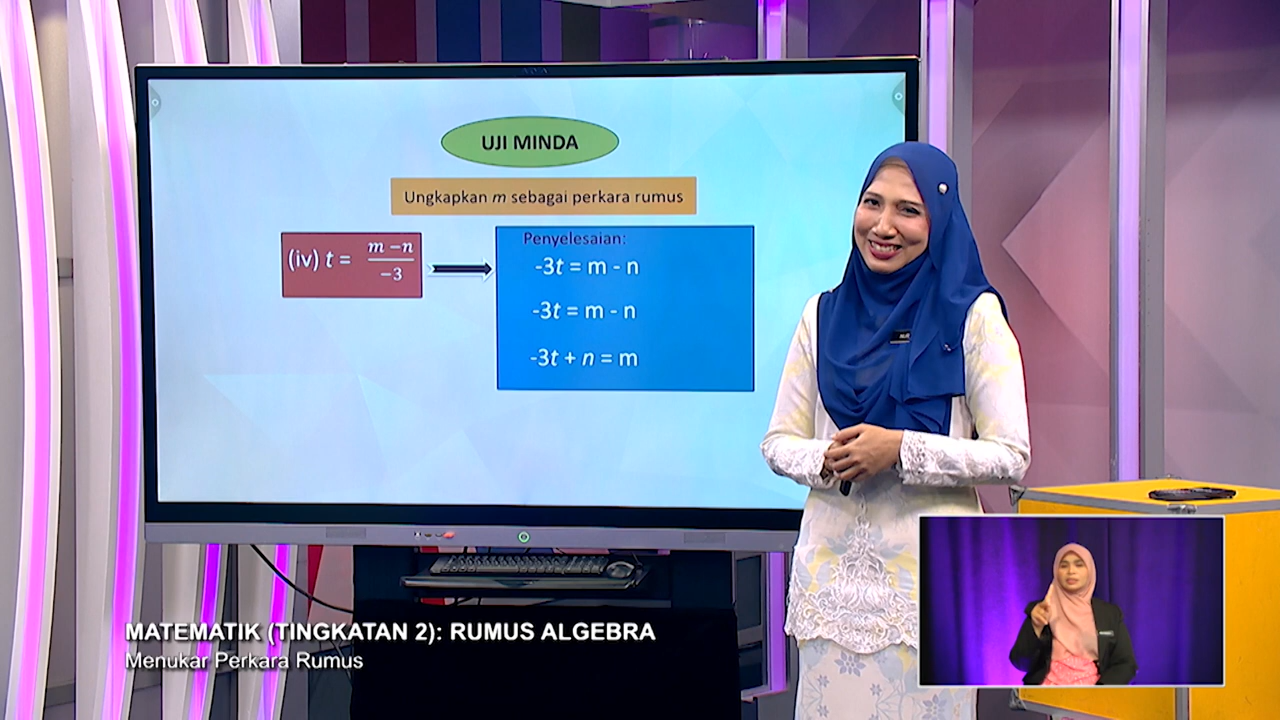 UJI MINDA
Ungkapkan m sebagai perkara rumus
(iv) t = m − n / −3
Penyelesaian:
-3t = m - n
-3t = m - n
-3t + n = m
MATEMATIK (TINGKATAN 2): RUMUS ALGEBRA
Menukar Perkara Rumus